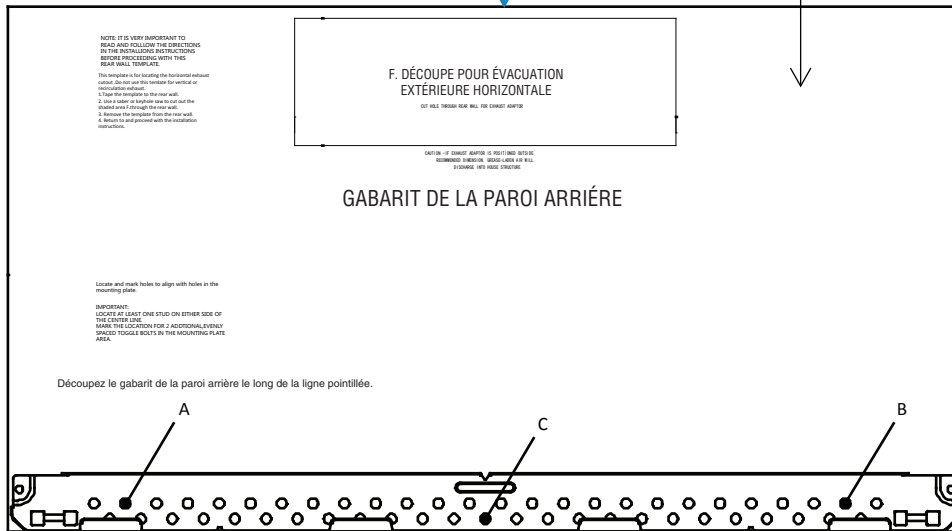 NOTE: IT IS VERY IMPORTANT TO
READ AND FOLLLOW THE DIRECTIONS
IN THE INSTALLIONS INSTRUCTIONS
BEFORE PROCEEDING WITH THIS
REAR WALL TEMPLATE.
This template is for locating the horizontal exhaust
cutout .Do not use this temlate for vertical or
recirculation exhaust.
1.Tape the template to the rear wall.
2. Use a saber or keyhole saw to cut out the
shaded area F.through the rear wall.
3. Remove the template from the rear wall.
4. Return to and proceed with the installation
instructions.
F. DÉCOUPE POUR ÉVACUATION
EXTÉRIEURE HORIZONTALE
CUT HOLE THROUGH REAR WALL FOR EXHAUST ADAPTOR
CAUTION -IF EXHAUST ADAPTOR IS POSITIONED OUTSIDE
RECOMMENDED DIMENSION, GREASE-LADEN AIR WILL
DISCHARGE INTO HOUSE STRUCTURE
GABARIT DE LA PAROI ARRIÉRE
Locate and mark holes to align with holes in the
mounting plate.
IMPORTANT:
LOCATE AT LEAST ONE STUD ON EITHER SIDE OF
THE CENTER LINE.
MARK THE LOCATION FOR 2 ADDTIONAL,EVENLY
SPACED TOGGLE BOLTS IN THE MOUNTING PLATE
AREA.
Découpez le gabarit de la paroi arrière le long de la ligne pointillée.
A
C
B